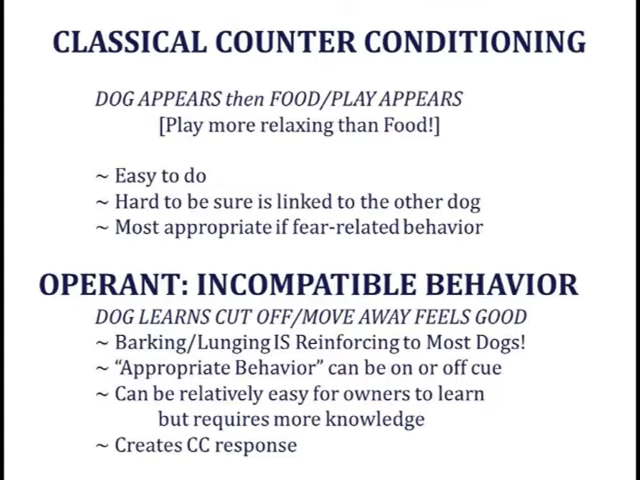 CLASSICAL COUNTER CONDITIONING
DOG APPEARS then FOOD/PLAY APPEARS
[Play more relaxing than Food!]
~ Easy to do
~ Hard to be sure is linked to the other dog
~ Most appropriate if fear-related behavior
OPERANT: INCOMPATIBLE BEHAVIOR
DOG LEARNS CUT OFF/MOVE AWAY FEELS GOOD
~ Barking/Lunging IS Reinforcing to Most Dogs!
~ “Appropriate Behavior” can be on or off cue
~ Can be relatively easy for owners to learn
but requires more knowledge
~ Creates CC response